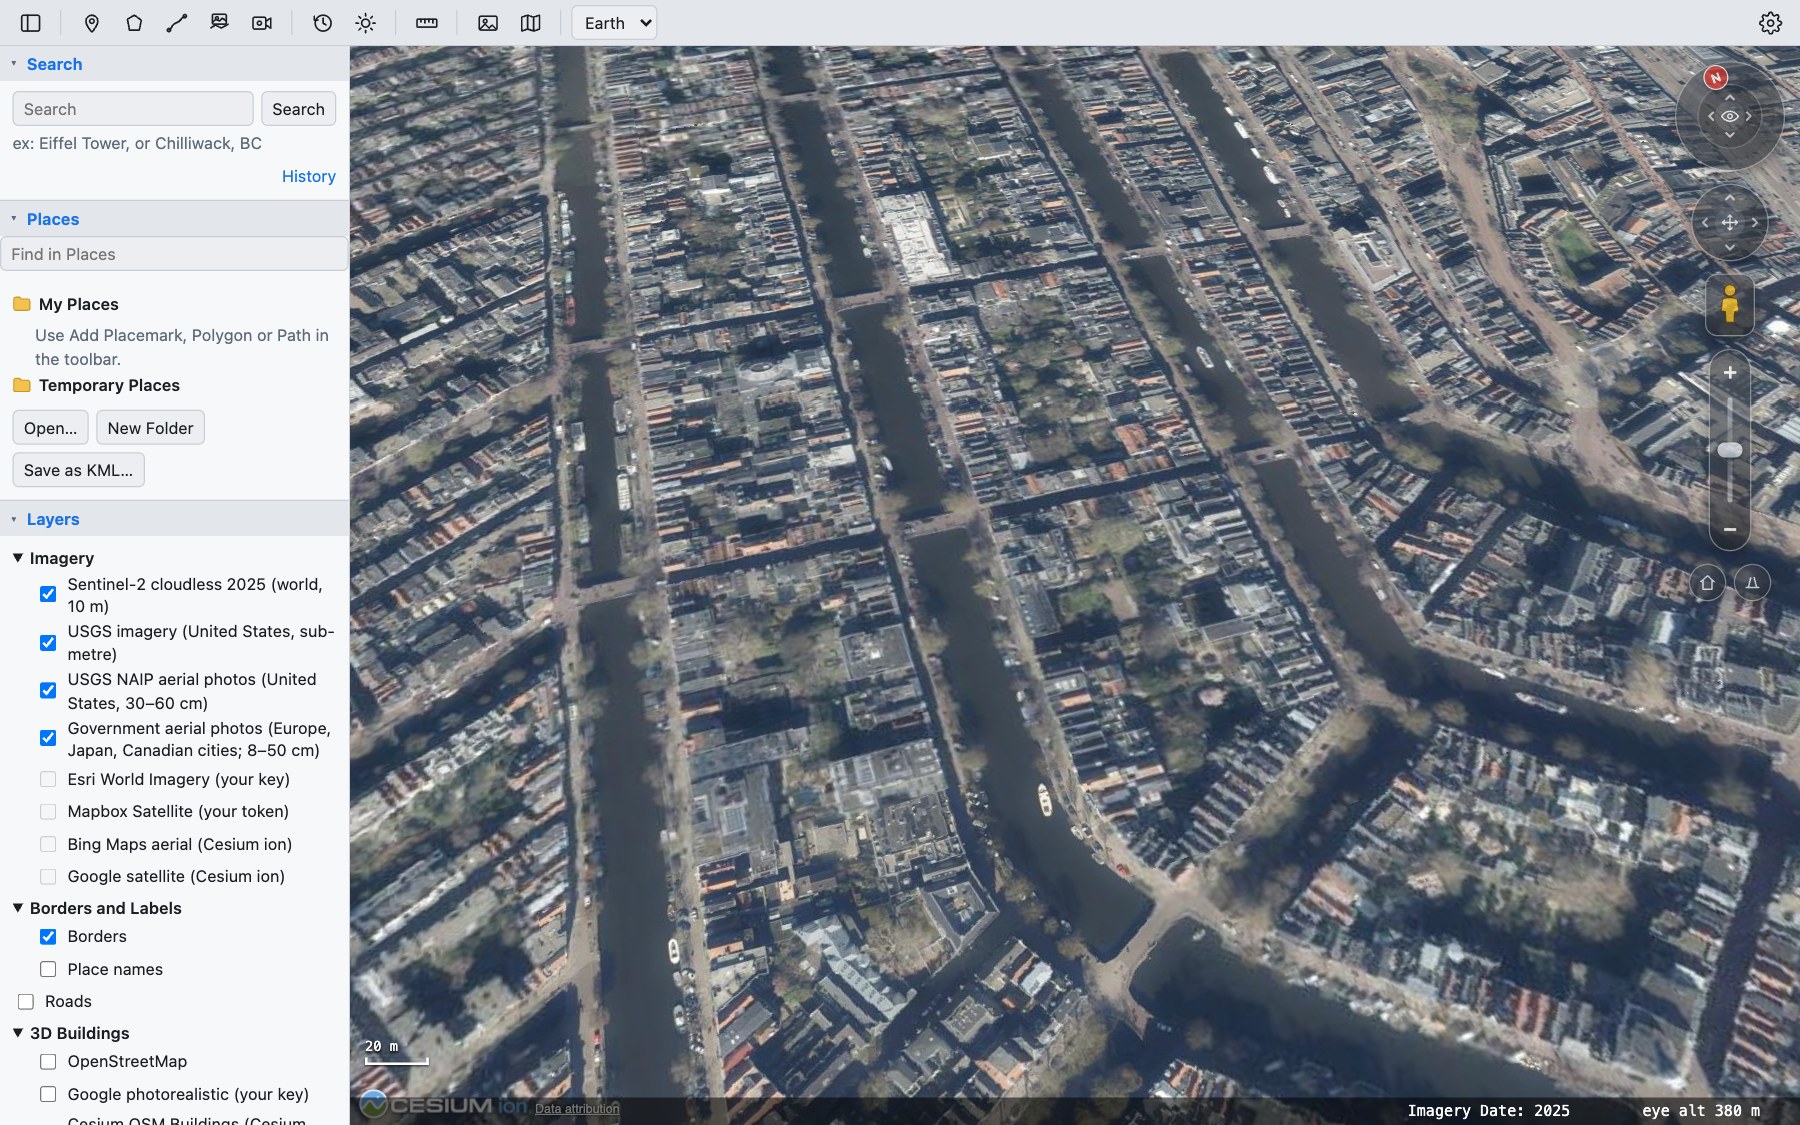 Earth
Search
Search
Search
ex: Eiffel Tower, or Chilliwack, BC
History
Places
Find in Places
My Places
Use Add Placemark, Polygon or Path in
the toolbar.
Temporary Places
Open...
New Folder
Save as KML...
Layers
Imagery
Sentinel-2 cloudless 2025 (world,
10 m)
USGS imagery (United States, sub-
metre)
USGS NAIP aerial photos (United
States, 30–60 cm)
Government aerial photos (Europe,
Japan, Canadian cities; 8–50 cm)
Esri World Imagery (your key)
Mapbox Satellite (your token)
Bing Maps aerial (Cesium ion)
Google satellite (Cesium ion)
Borders and Labels
Borders
Place names
Roads
3D Buildings
OpenStreetMap
Google photorealistic (your key)
Cesium OSM Buildings (Cesium
N
20 m
CESIUM ion
Data attribution
Imagery Date: 2025
eye alt 380 m